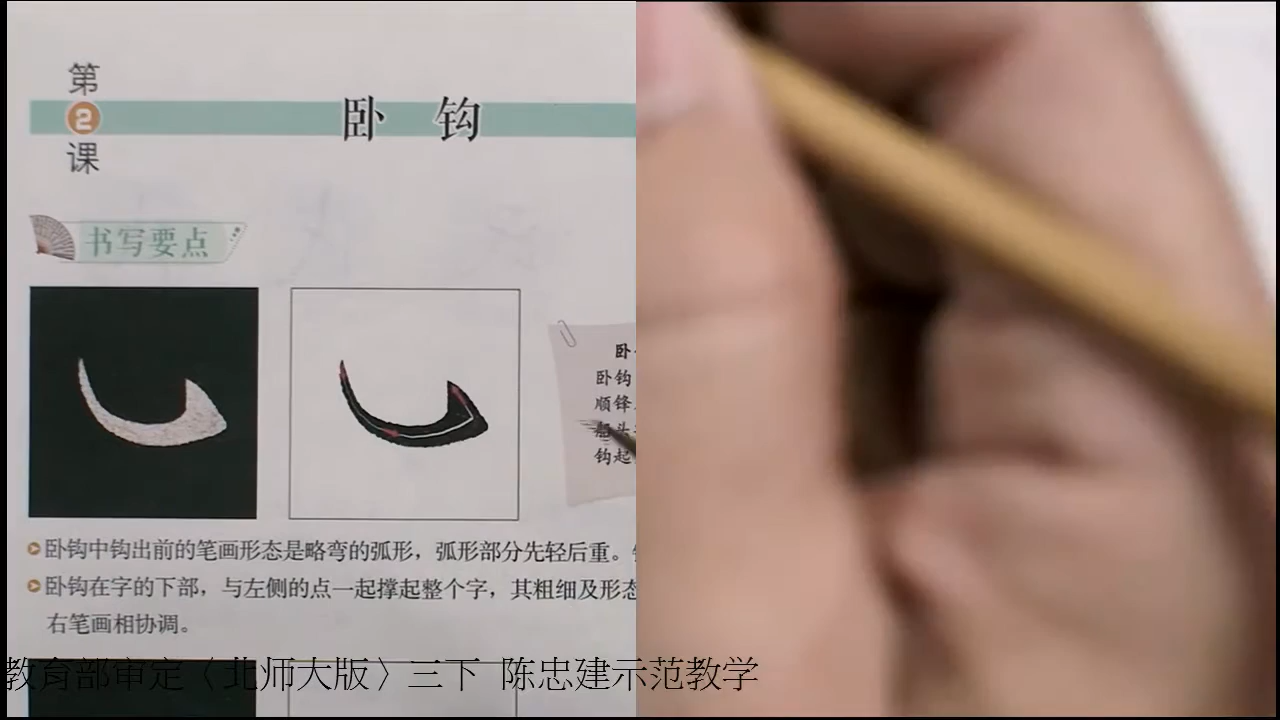 第
2
课
卧 钩
书写要点
卧
卧钩
顺锋
钩起
卧钩中钩出前的笔画形态是略弯的弧形，弧形部分先轻后重。
卧钩在字的下部，与左侧的点一起撑起整个字，其粗细及形态
右笔画相协调。
教育部审定〈北师大版〉三下 陈忠建示范教学